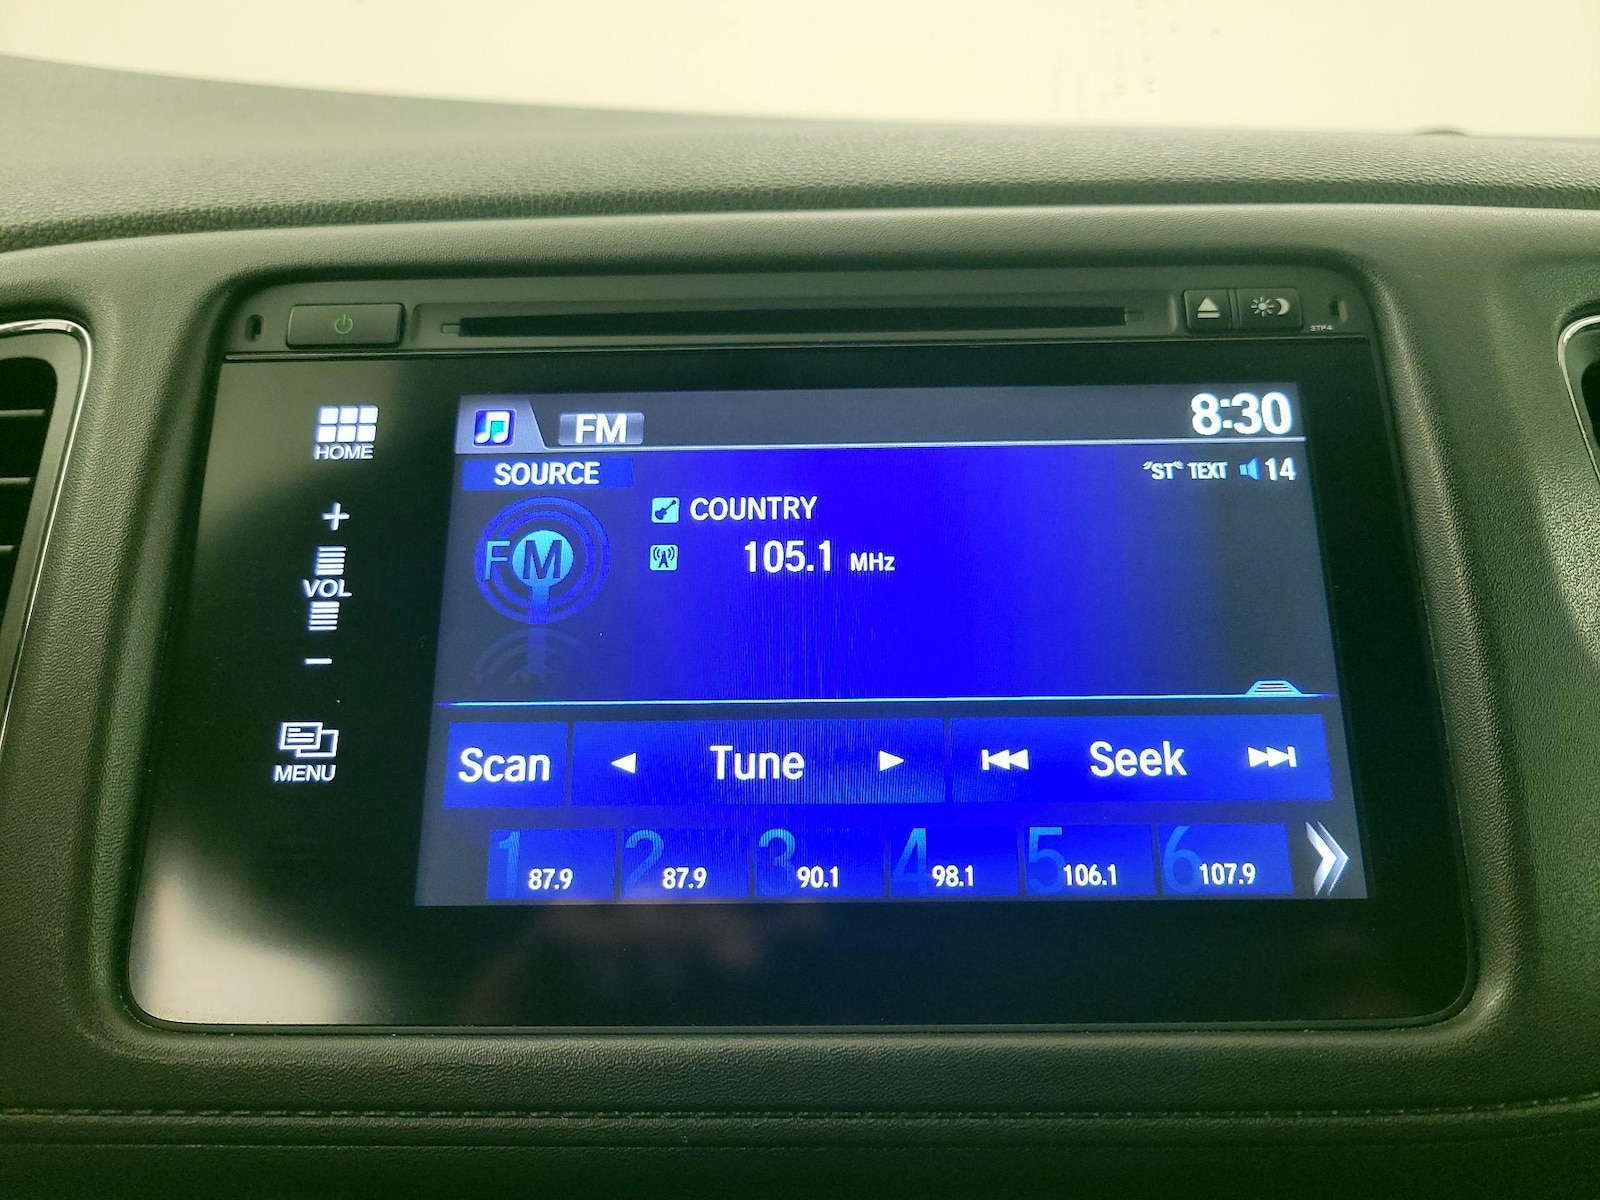 3TP4
HOME
FM
8:30
SOURCE
"ST" TEXT 14
COUNTRY
FM
105.1 MHz
+
VOL
−
MENU
Scan Tune Seek
1 87.9 2 87.9 3 90.1 4 98.1 5 106.1 6 107.9